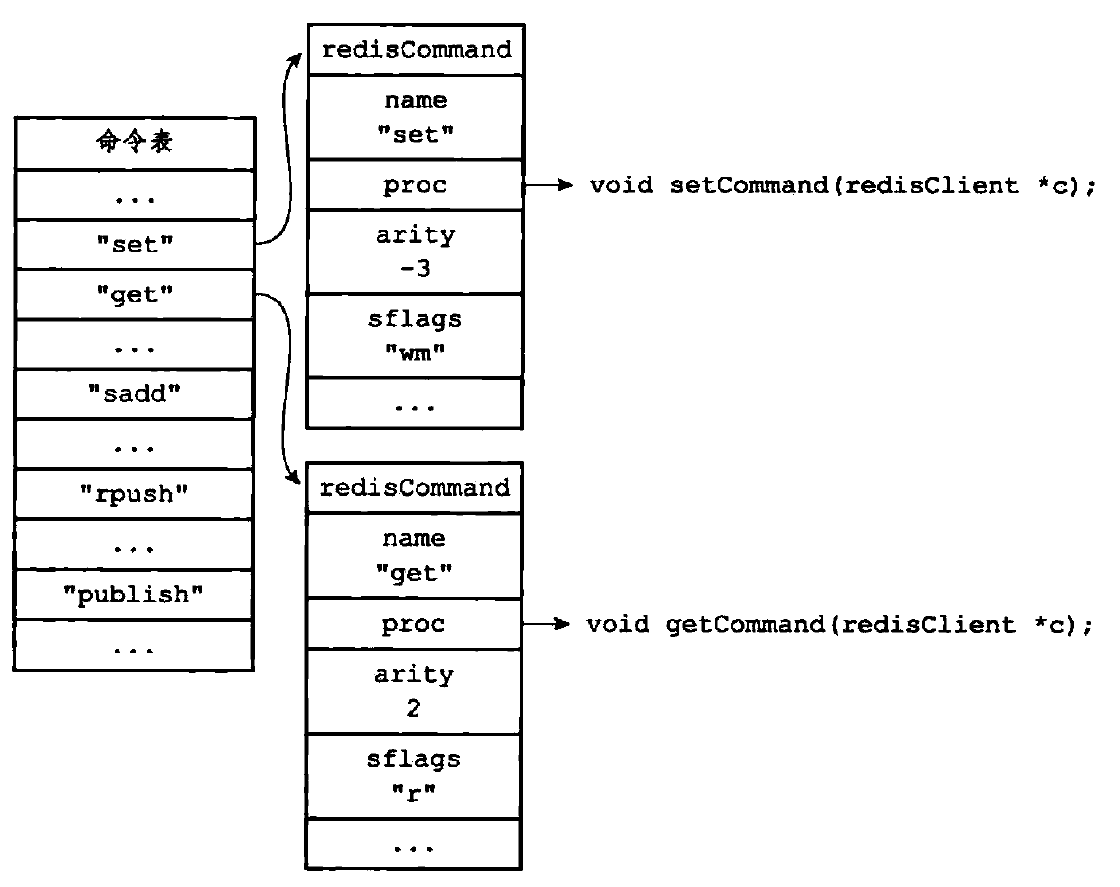 命令表
...
"set"
"get"
...
"sadd"
...
"rpush"
...
"publish"
...
redisCommand
name
"set"
proc
arity
-3
sflags
"wm"
...
void setCommand(redisClient *c);
redisCommand
name
"get"
proc
arity
2
sflags
"r"
...
void getCommand(redisClient *c);